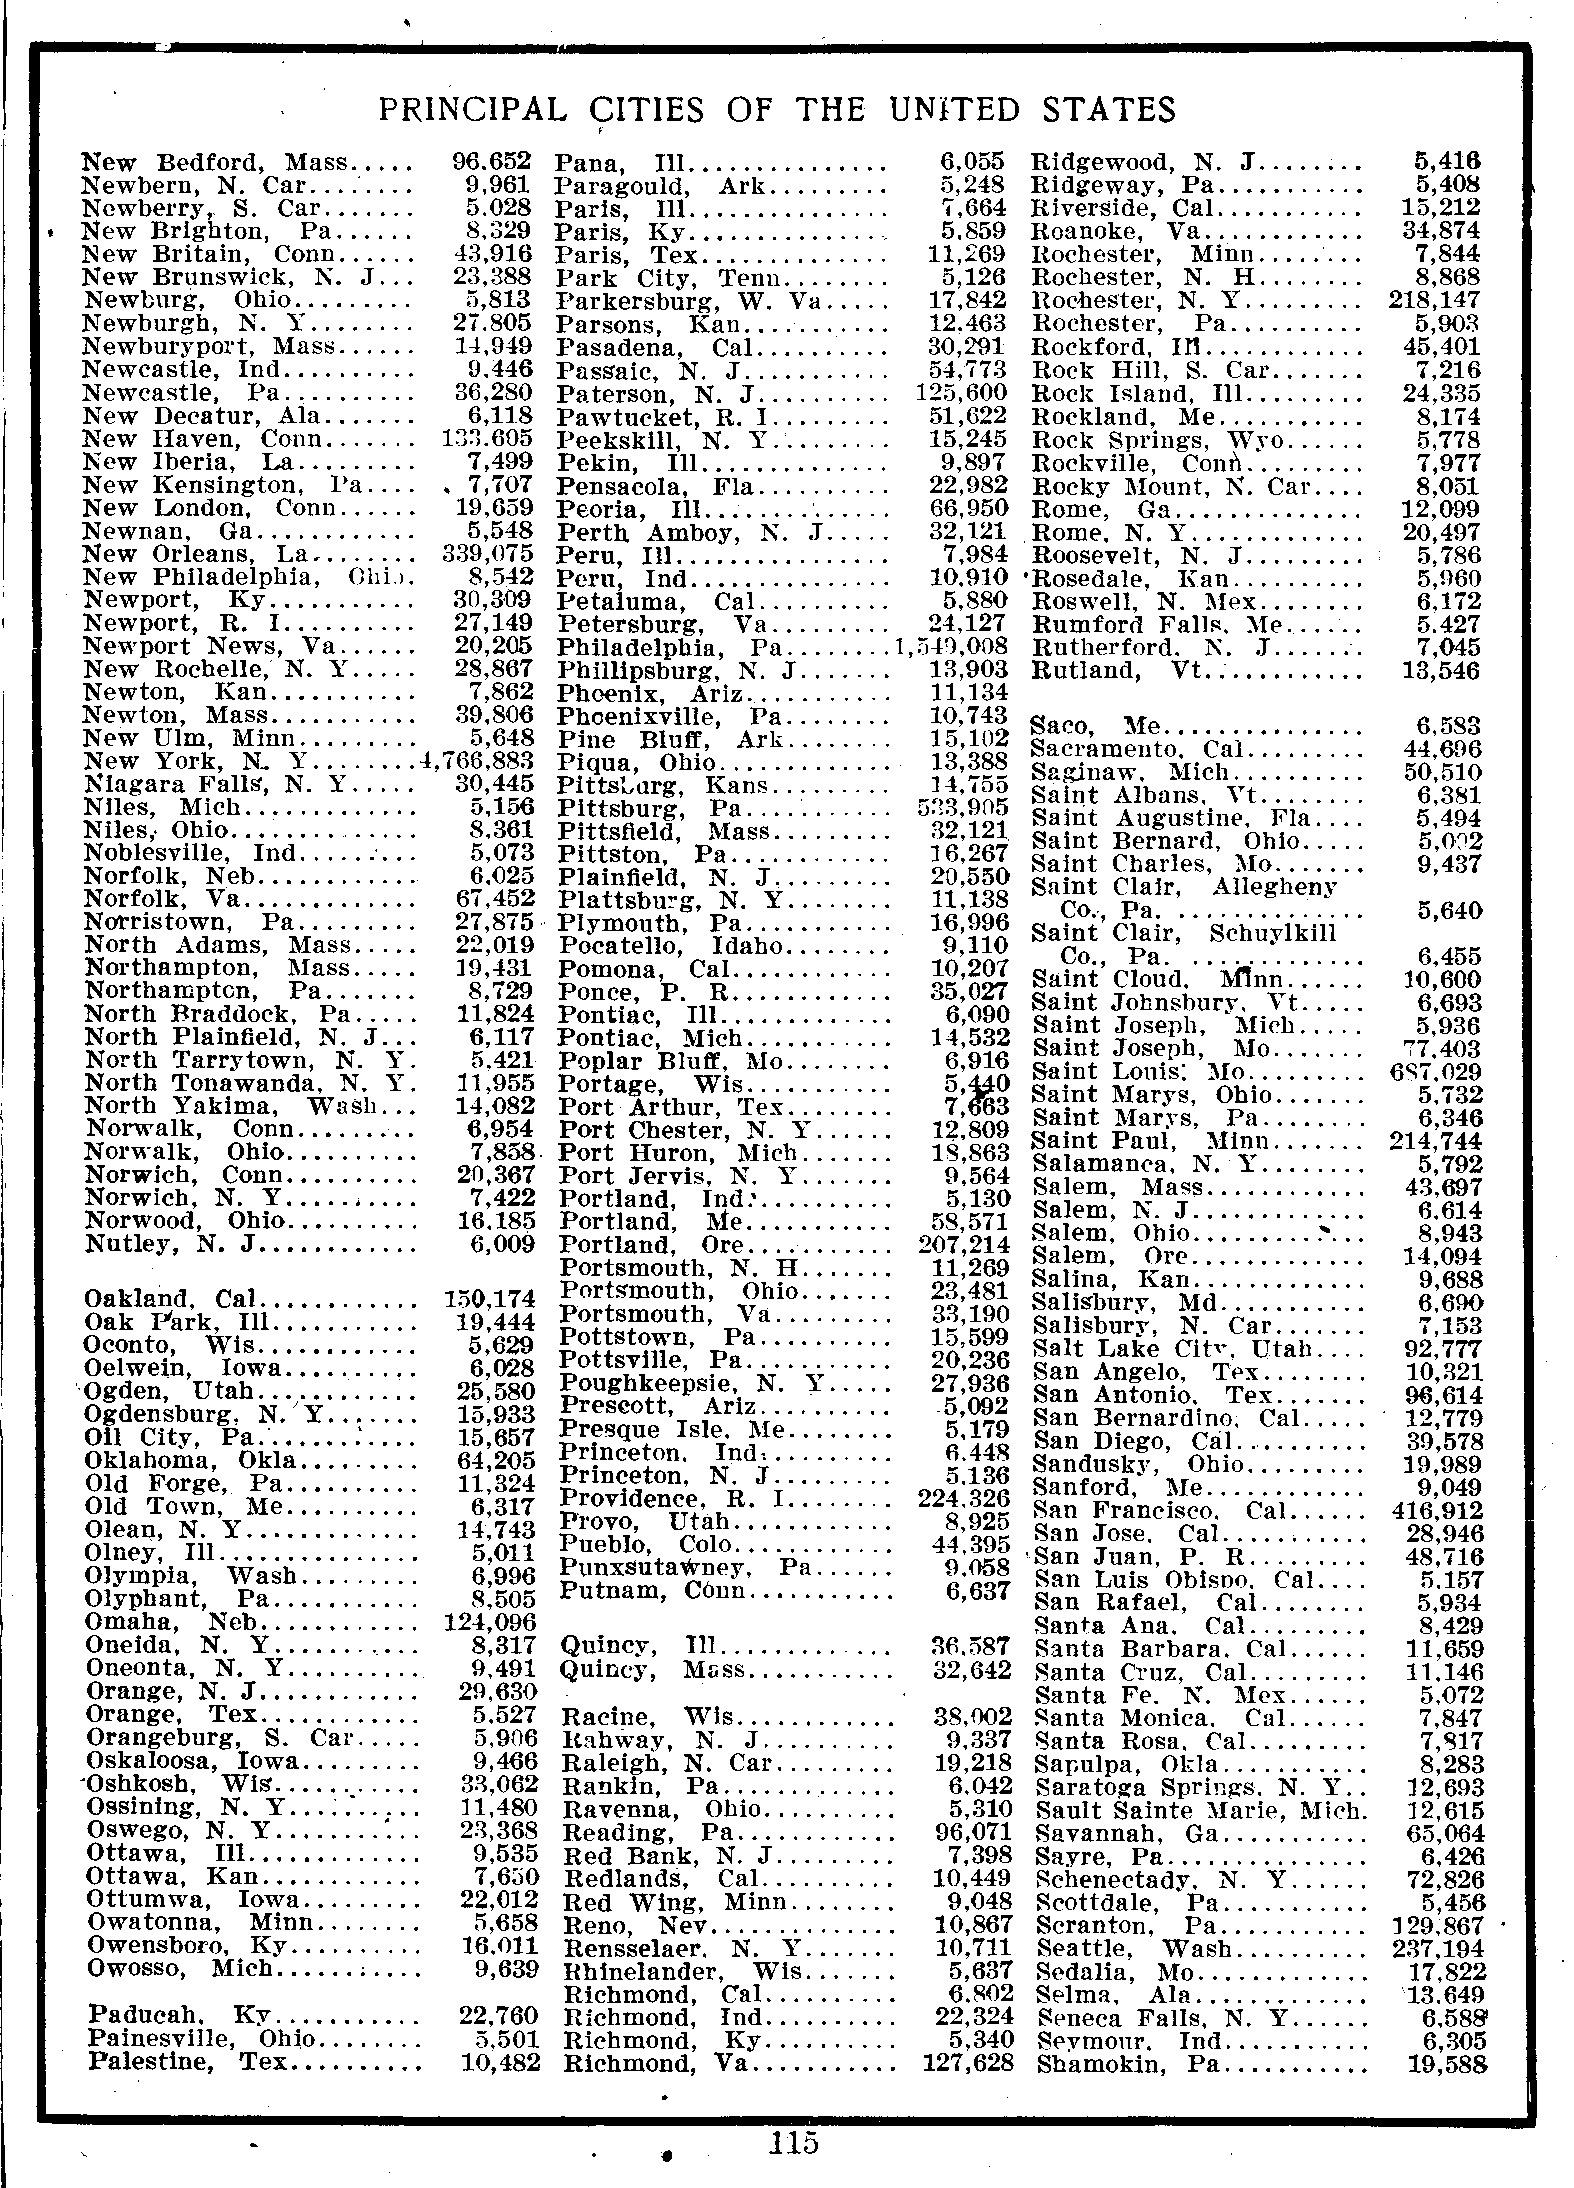 PRINCIPAL CITIES OF THE UNITED STATES
New Bedford, Mass..... 96.652
Newbern, N. Car........ 9,961
Newberry, S. Car....... 5.028
New Brighton, Pa...... 8,329
New Britain, Conn...... 43,916
New Brunswick, N. J... 23,388
Newburg, Ohio......... 5,813
Newburgh, N. Y........ 27.805
Newburyport, Mass...... 14,949
Newcastle, Ind.......... 9.446
Newcastle, Pa.......... 36,280
New Decatur, Ala....... 6,118
New Haven, Conn....... 133.605
New Iberia, La......... 7,499
New Kensington, Pa.... 7,707
New London, Conn...... 19,659
Newnan, Ga............ 5,548
New Orleans, La........ 339,075
New Philadelphia, Ohio. 8,542
Newport, Ky........... 30,309
Newport, R. I.......... 27,149
Newport News, Va...... 20,205
New Rochelle, N. Y..... 28,867
Newton, Kan........... 7,862
Newton, Mass........... 39,806
New Ulm, Minn......... 5,648
New York, N. Y........ 4,766,883
Niagara Falls, N. Y..... 30,445
Niles, Mich............. 5,156
Niles, Ohio.............. 8,361
Noblesville, Ind......... 5,073
Norfolk, Neb............ 6,025
Norfolk, Va............. 67,452
Norristown, Pa......... 27,875
North Adams, Mass..... 22,019
Northampton, Mass..... 19,431
Northampton, Pa....... 8,729
North Braddock, Pa..... 11,824
North Plainfield, N. J... 6,117
North Tarrytown, N. Y. 5,421
North Tonawanda, N. Y. 11,955
North Yakima, Wash... 14,082
Norwalk, Conn......... 6,954
Norwalk, Ohio.......... 7,858
Norwich, Conn.......... 20,367
Norwich, N. Y.......... 7,422
Norwood, Ohio.......... 16.185
Nutley, N. J............ 6,009
Oakland, Cal............ 150,174
Oak Park, Ill........... 19,444
Oconto, Wis............ 5,629
Oelwein, Iowa.......... 6,028
Ogden, Utah............ 25,580
Ogdensburg, N. Y....... 15,933
Oil City, Pa............ 15,657
Oklahoma, Okla......... 64,205
Old Forge, Pa.......... 11,324
Old Town, Me.......... 6,317
Olean, N. Y............. 14,743
Olney, Ill............... 5,011
Olympia, Wash......... 6,996
Olyphant, Pa........... 8,505
Omaha, Neb............ 124,096
Oneida, N. Y........... 8,317
Oneonta, N. Y.......... 9,491
Orange, N. J............ 29,630
Orange, Tex............ 5,527
Orangeburg, S. Car..... 5,906
Oskaloosa, Iowa......... 9,466
Oshkosh, Wis........... 33,062
Ossining, N. Y.......... 11,480
Oswego, N. Y........... 23,368
Ottawa, Ill............. 9,535
Ottawa, Kan............ 7,650
Ottumwa, Iowa......... 22,012
Owatonna, Minn........ 5,658
Owensboro, Ky.......... 16,011
Owosso, Mich........... 9,639
Paducah, Ky........... 22,760
Painesville, Ohio........ 5,501
Palestine, Tex.......... 10,482
Pana, Ill................ 6,055
Paragould, Ark......... 5,248
Paris, Ill............... 7,664
Paris, Ky............... 5,859
Paris, Tex.............. 11,269
Park City, Tenn........ 5,126
Parkersburg, W. Va..... 17,842
Parsons, Kan........... 12,463
Pasadena, Cal.......... 30,291
Passaic, N. J........... 54,773
Paterson, N. J.......... 125,600
Pawtucket, R. I......... 51,622
Peekskill, N. Y......... 15,245
Pekin, Ill.............. 9,897
Pensacola, Fla.......... 22,982
Peoria, Ill.............. 66,950
Perth Amboy, N. J..... 32,121
Peru, Ill................ 7,984
Peru, Ind............... 10,910
Petaluma, Cal.......... 5,880
Petersburg, Va......... 24,127
Philadelphia, Pa........ 1,549,008
Phillipsburg, N. J....... 13,903
Phoenix, Ariz........... 11,134
Phoenixville, Pa........ 10,743
Pine Bluff, Ark........ 15,102
Piqua, Ohio............. 13,388
Pittsburg, Kans......... 14,755
Pittsburg, Pa........... 533,905
Pittsfield, Mass......... 32,121
Pittston, Pa............ 16,267
Plainfield, N. J......... 20,550
Plattsburg, N. Y........ 11,138
Plymouth, Pa........... 16,996
Pocatello, Idaho........ 9,110
Pomona, Cal............ 10,207
Ponce, P. R............ 35,027
Pontiac, Ill............. 6,090
Pontiac, Mich........... 14,532
Poplar Bluff, Mo........ 6,916
Portage, Wis........... 5,440
Port Arthur, Tex........ 7,663
Port Chester, N. Y...... 12,809
Port Huron, Mich....... 18,863
Port Jervis, N. Y....... 9,564
Portland, Ind........... 5,130
Portland, Me........... 58,571
Portland, Ore........... 207,214
Portsmouth, N. H....... 11,269
Portsmouth, Ohio....... 23,481
Portsmouth, Va......... 33,190
Pottstown, Pa.......... 15,599
Pottsville, Pa........... 20,236
Poughkeepsie, N. Y..... 27,936
Prescott, Ariz.......... 5,092
Presque Isle, Me........ 5,179
Princeton, Ind.......... 6.448
Princeton, N. J......... 5.136
Providence, R. I........ 224,326
Provo, Utah............ 8,925
Pueblo, Colo............ 44,395
Punxsutawney, Pa...... 9,058
Putnam, Conn........... 6,637
Quincy, Ill............. 36,587
Quincy, Mass........... 32,642
Racine, Wis............ 38,002
Rahway, N. J.......... 9,337
Raleigh, N. Car......... 19,218
Rankin, Pa............ 6.042
Ravenna, Ohio.......... 5,310
Reading, Pa............ 96,071
Red Bank, N. J......... 7,398
Redlands, Cal.......... 10,449
Red Wing, Minn........ 9,048
Reno, Nev.............. 10,867
Rensselaer, N. Y....... 10,711
Rhinelander, Wis....... 5,637
Richmond, Cal.......... 6.802
Richmond, Ind.......... 22,324
Richmond, Ky.......... 5,340
Richmond, Va........... 127,628
Ridgewood, N. J........ 5,416
Ridgeway, Pa........... 5,408
Riverside, Cal........... 15,212
Roanoke, Va............ 34,874
Rochester, Minn........ 7,844
Rochester, N. H........ 8,868
Rochester, N. Y........ 218,147
Rochester, Pa.......... 5,903
Rockford, Ill............ 45,401
Rock Hill, S. Car....... 7,216
Rock Island, Ill......... 24,335
Rockland, Me........... 8,174
Rock Springs, Wyo...... 5,778
Rockville, Conn......... 7,977
Rocky Mount, N. Car.... 8,051
Rome, Ga.............. 12,099
Rome, N. Y............. 20,497
Roosevelt, N. J......... 5,786
Rosedale, Kan.......... 5,960
Roswell, N. Mex........ 6,172
Rumford Falls, Me...... 5.427
Rutherford, N. J....... 7,045
Rutland, Vt............ 13,546
Saco, Me............... 6,583
Sacramento, Cal......... 44,696
Saginaw, Mich.......... 50,510
Saint Albans, Vt........ 6,381
Saint Augustine, Fla.... 5,494
Saint Bernard, Ohio..... 5,002
Saint Charles, Mo....... 9,437
Saint Clair, Allegheny
Co., Pa. .............. 5,640
Saint Clair, Schuylkill
Co., Pa. ............. 6,455
Saint Cloud, Minn...... 10,600
Saint Johnsbury, Vt..... 6,693
Saint Joseph, Mich..... 5,936
Saint Joseph, Mo....... 77,403
Saint Louis, Mo......... 687,029
Saint Marys, Ohio....... 5,732
Saint Marys, Pa........ 6,346
Saint Paul, Minn....... 214,744
Salamanca, N. Y........ 5,792
Salem, Mass............ 43,697
Salem, N. J............. 6.614
Salem, Ohio............. 8,943
Salem, Ore............ 14,094
Salina, Kan............. 9,688
Salisbury, Md........... 6,690
Salisbury, N. Car....... 7,153
Salt Lake City, Utah.... 92,777
San Angelo, Tex........ 10,321
San Antonio, Tex....... 96,614
San Bernardino, Cal..... 12,779
San Diego, Cal.......... 39,578
Sandusky, Ohio......... 19,989
Sanford, Me............ 9,049
San Francisco, Cal...... 416,912
San Jose, Cal........... 28,946
San Juan, P. R......... 48,716
San Luis Obispo, Cal.... 5.157
San Rafael, Cal........ 5,934
Santa Ana, Cal......... 8,429
Santa Barbara, Cal...... 11,659
Santa Cruz, Cal......... 11,146
Santa Fe, N. Mex...... 5,072
Santa Monica, Cal...... 7,847
Santa Rosa, Cal......... 7,817
Sapulpa, Okla........... 8,283
Saratoga Springs, N. Y.. 12,693
Sault Sainte Marie, Mich. 12,615
Savannah, Ga........... 65,064
Sayre, Pa............... 6,426
Schenectady, N. Y...... 72,826
Scottdale, Pa.......... 5,456
Scranton, Pa........... 129,867
Seattle, Wash.......... 237,194
Sedalia, Mo............. 17,822
Selma, Ala............. 13,649
Seneca Falls, N. Y...... 6,588
Seymour, Ind........... 6,305
Shamokin, Pa........... 19,588
115